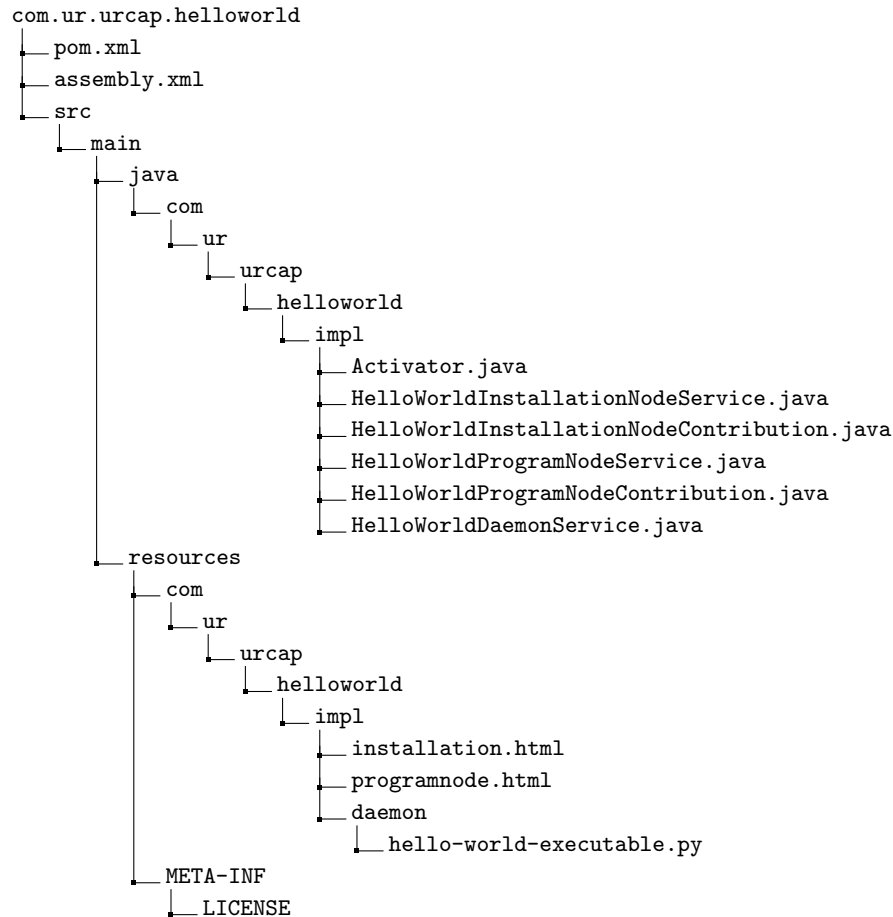 com.ur.urcap.helloworld
pom.xml
assembly.xml
src
main
java
com
ur
urcap
helloworld
impl
Activator.java
HelloWorldInstallationNodeService.java
HelloWorldInstallationNodeContribution.java
HelloWorldProgramNodeService.java
HelloWorldProgramNodeContribution.java
HelloWorldDaemonService.java
resources
com
ur
urcap
helloworld
impl
installation.html
programnode.html
daemon
hello-world-executable.py
META-INF
LICENSE